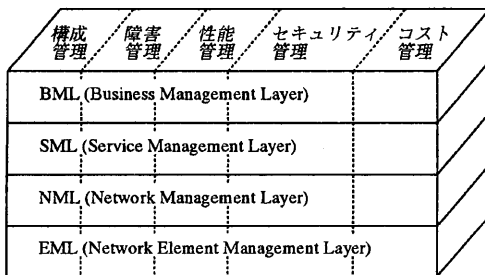 構成 障害 性能 セキュリティ コスト
管理 管理 管理 管理 管理
BML (Business Management Layer)
SML (Service Management Layer)
NML (Network Management Layer)
EML (Network Element Management Layer)